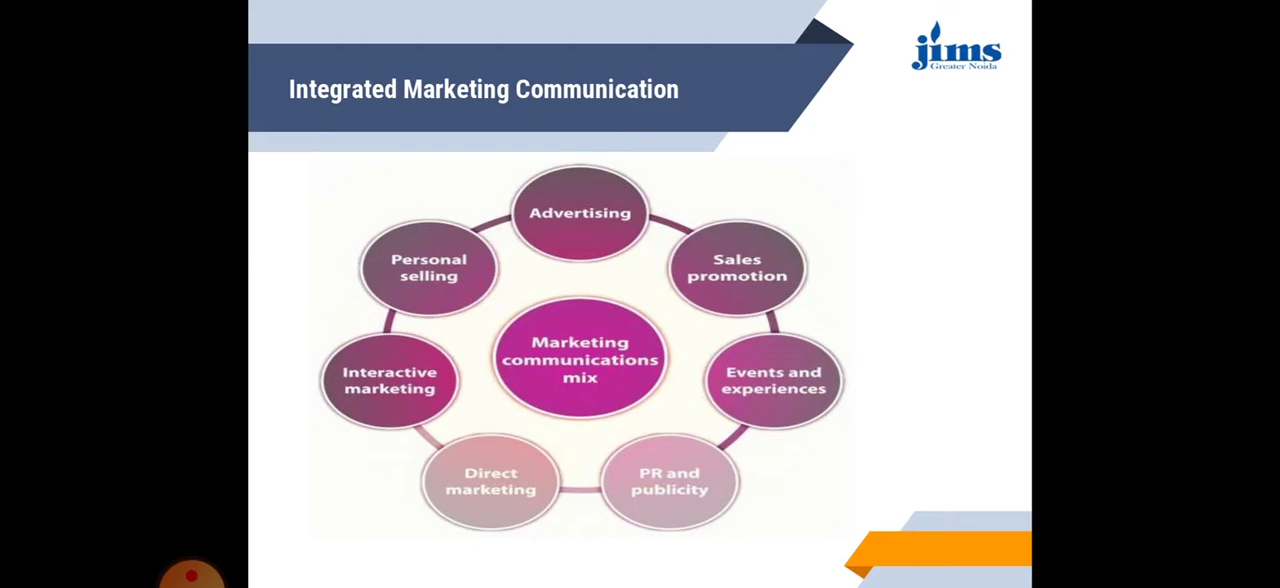 jims
Greater Noida
Integrated Marketing Communication
Advertising
Sales
promotion
Events and
experiences
PR and
publicity
Direct
marketing
Interactive
marketing
Personal
selling
Marketing
communications
mix